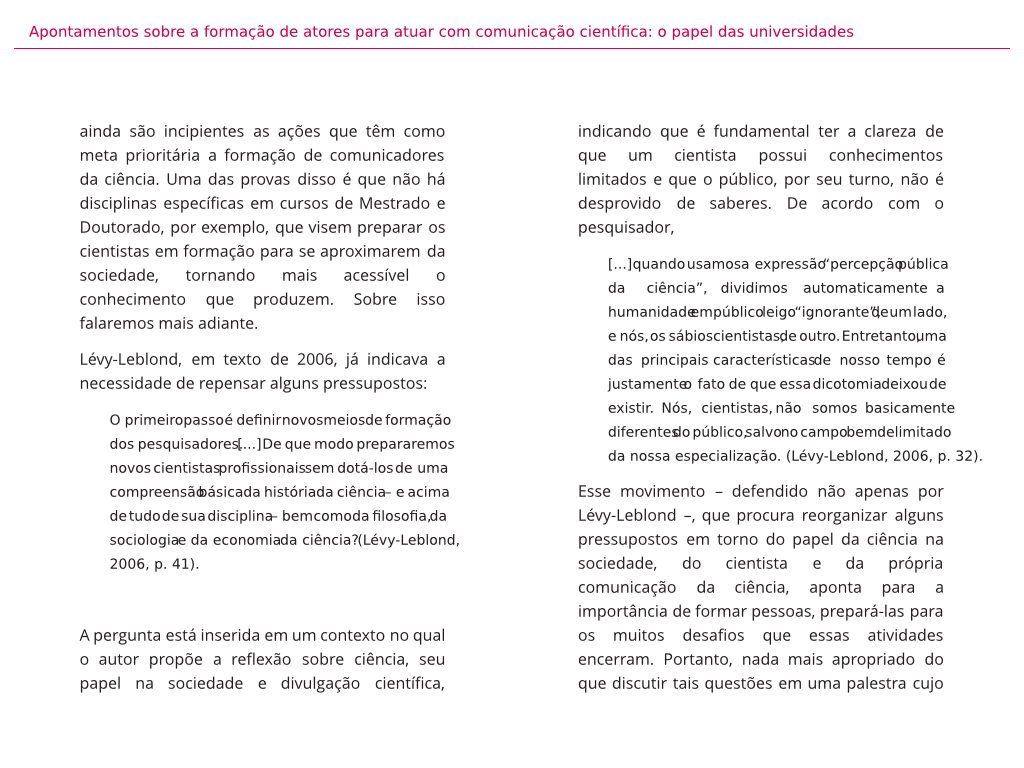 Apontamentos sobre a formação de atores para atuar com comunicação científica: o papel das universidades
ainda são incipientes as ações que têm como
meta prioritária a formação de comunicadores
da ciência. Uma das provas disso é que não há
disciplinas específicas em cursos de Mestrado e
Doutorado, por exemplo, que visem preparar os
cientistas em formação para se aproximarem da
sociedade, tornando mais acessível o
conhecimento que produzem. Sobre isso
falaremos mais adiante.
Lévy-Leblond, em texto de 2006, já indicava a
necessidade de repensar alguns pressupostos:
O primeiro passo é definir novos meios de formação
dos pesquisadores, [...] De que modo prepararemos
novos cientistas profissionais sem dotá-los de uma
compreensão básica da história da ciência – e acima
de tudo de sua disciplina – bem como da filosofia, da
sociologia e da economia da ciência? (Lévy-Leblond,
2006, p. 41).
A pergunta está inserida em um contexto no qual
o autor propõe a reflexão sobre ciência, seu
papel na sociedade e divulgação científica,
indicando que é fundamental ter a clareza de
que um cientista possui conhecimentos
limitados e que o público, por seu turno, não é
desprovido de saberes. De acordo com o
pesquisador,
[...] quando usamos a expressão “percepção pública
da ciência”, dividimos automaticamente a
humanidade em público leigo “ignorante”, de um lado,
e nós, os sábios cientistas, de outro. Entretanto, uma
das principais características de nosso tempo é
justamente o fato de que essa dicotomia deixou de
existir. Nós, cientistas, não somos basicamente
diferentes do público, salvo no campo bem delimitado
da nossa especialização. (Lévy-Leblond, 2006, p. 32).
Esse movimento – defendido não apenas por
Lévy-Leblond –, que procura reorganizar alguns
pressupostos em torno do papel da ciência na
sociedade, do cientista e da própria
comunicação da ciência, aponta para a
importância de formar pessoas, prepará-las para
os muitos desafios que essas atividades
encerram. Portanto, nada mais apropriado do
que discutir tais questões em uma palestra cujo